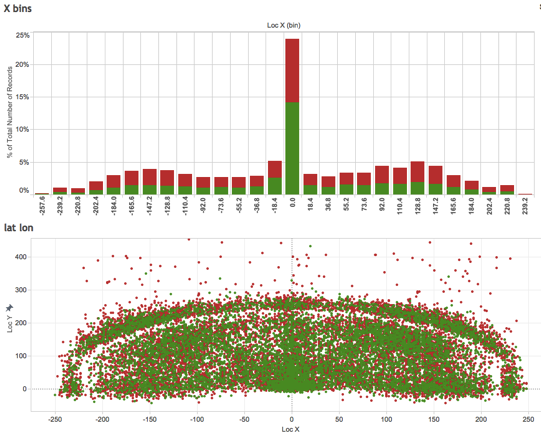 X bins
Loc X (bin)
25%
20%
15%
10%
5%
0%
% of Total Number of Records
-257.6 -239.2 -220.8 -202.4 -184.0 -165.6 -147.2 -128.8 -110.4 -92.0 -73.6 -55.2 -36.8 -18.4 0.0 18.4 36.8 55.2 73.6 92.0 110.4 128.8 147.2 165.6 184.0 202.4 220.8 239.2
lat lon
400
300
200
100
0
Loc Y
-250 -200 -150 -100 -50 0 50 100 150 200 250
Loc X